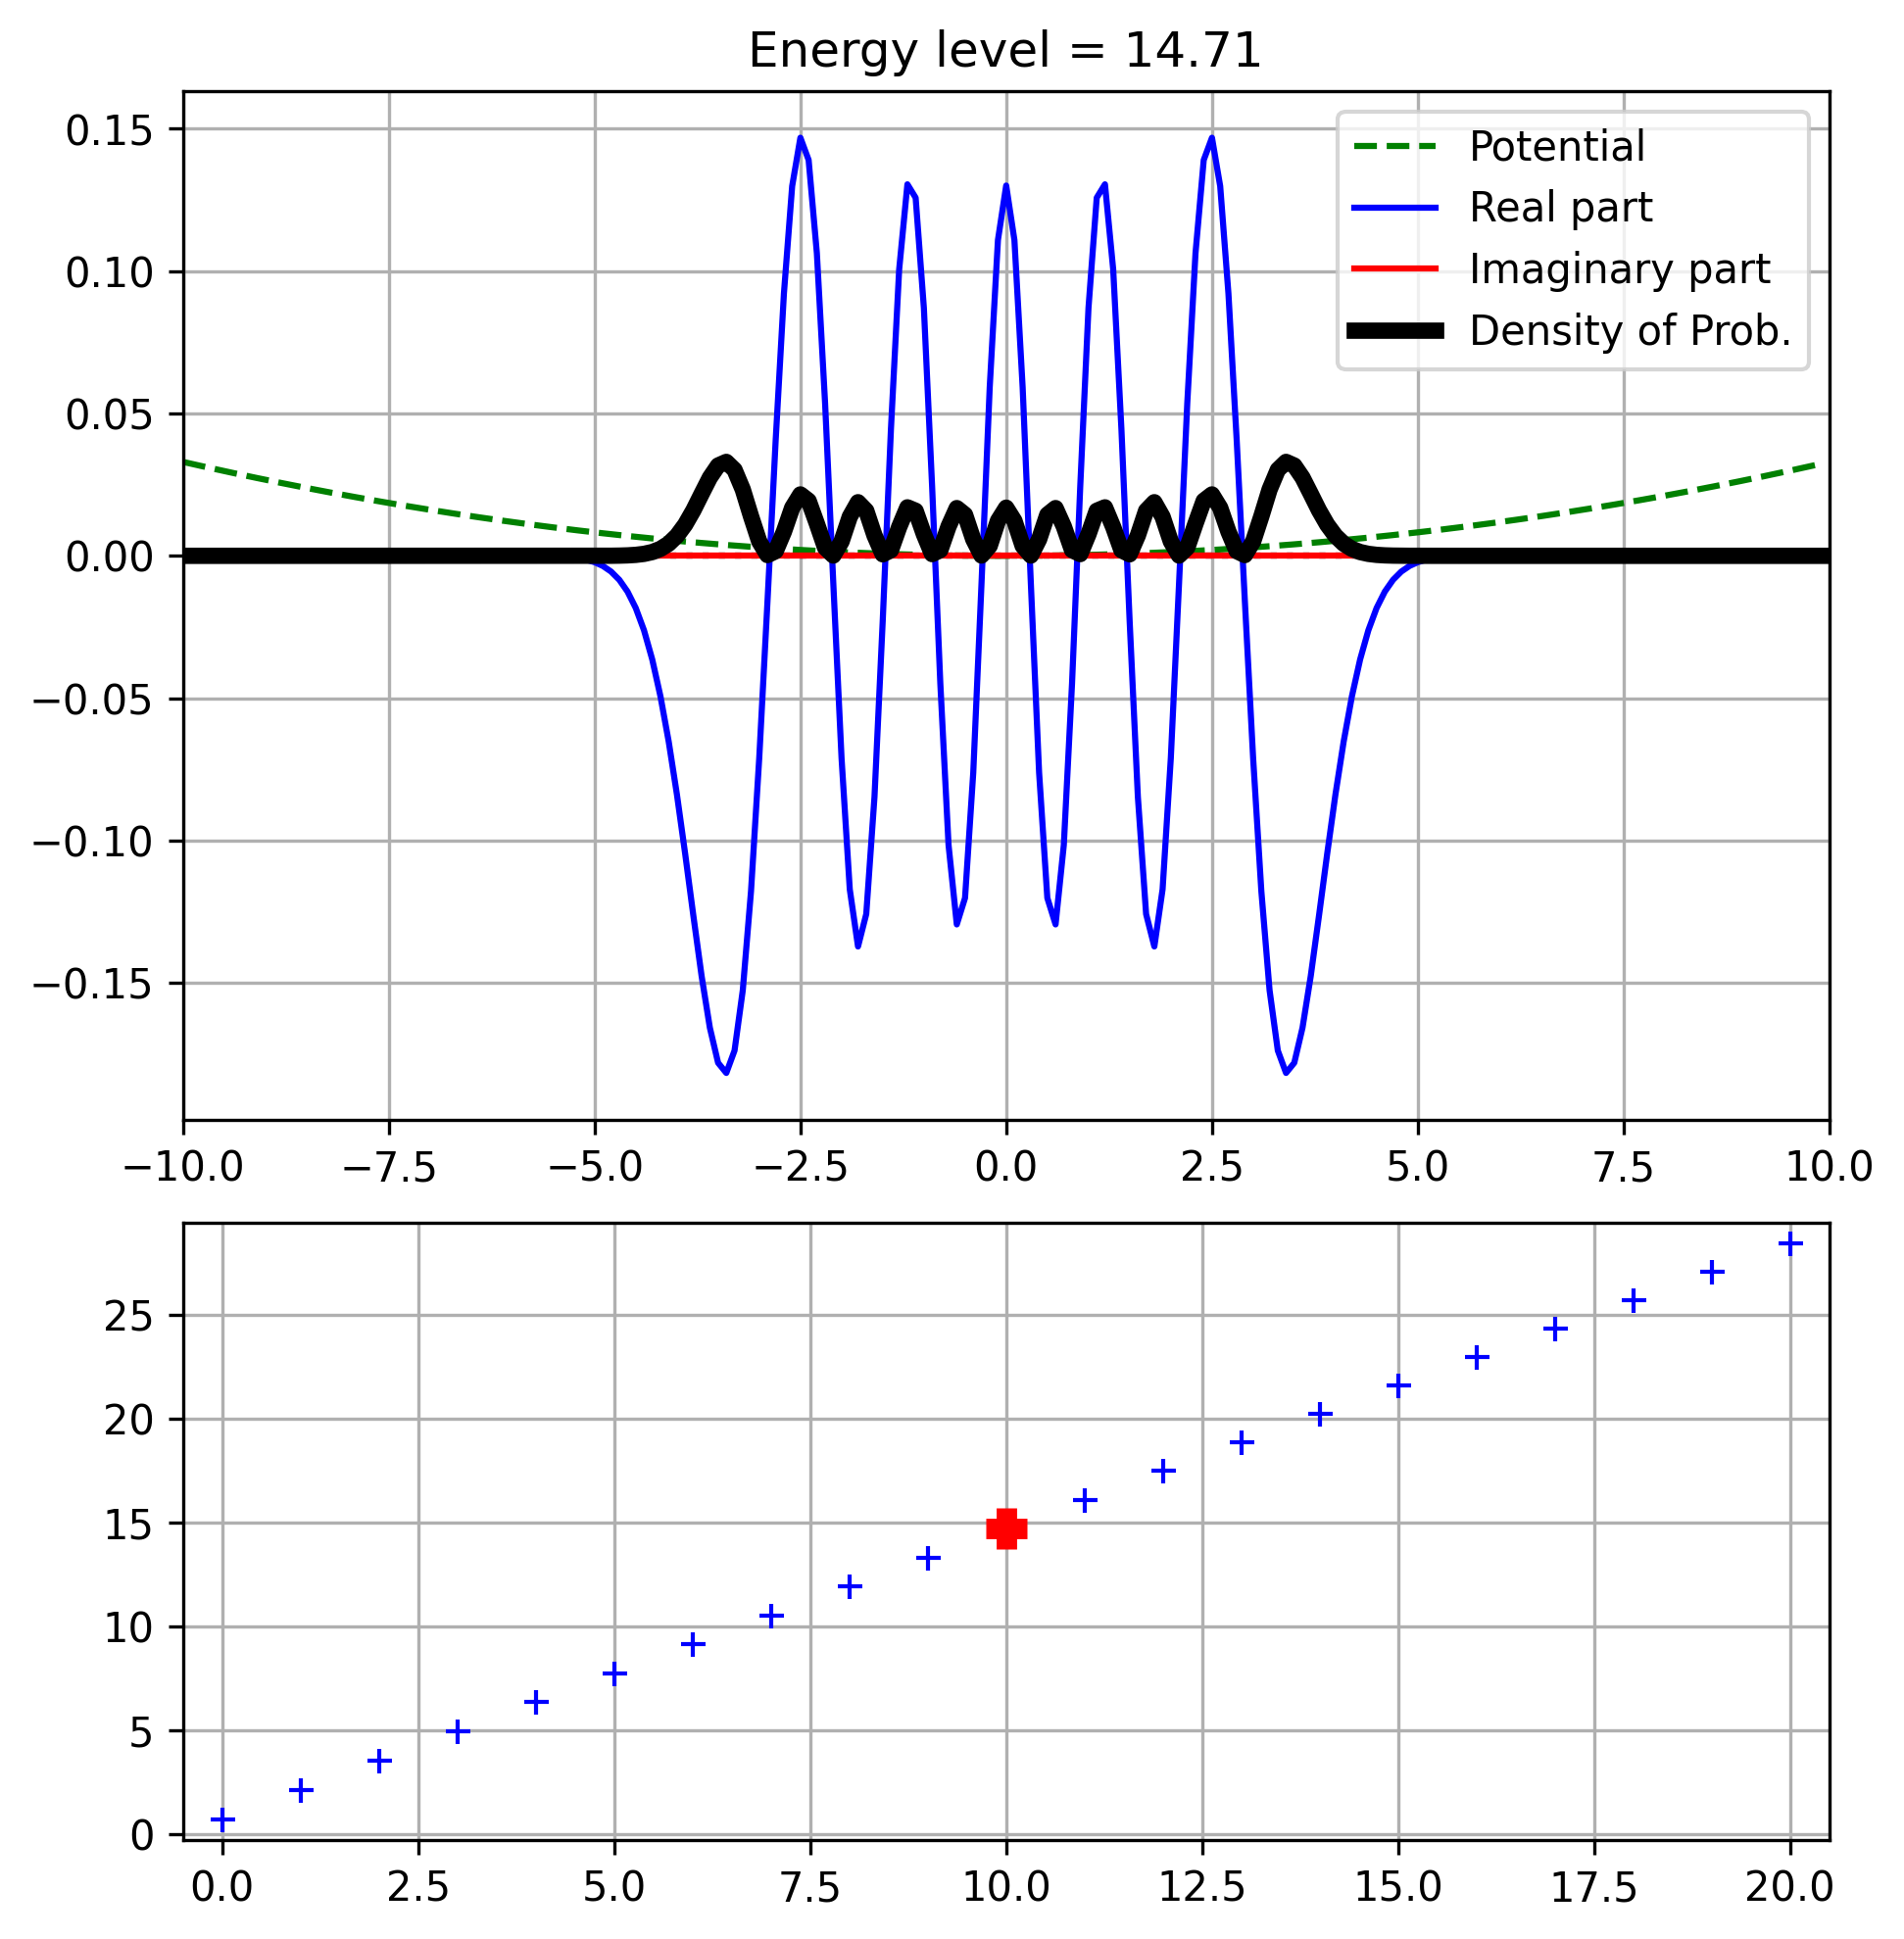 Energy level = 14.71
0.15
0.10
0.05
0.00
−0.05
−0.10
−0.15
Potential
Real part
Imaginary part
Density of Prob.
−10.0 −7.5 −5.0 −2.5 0.0 2.5 5.0 7.5 10.0
25
20
15
10
5
0
0.0 2.5 5.0 7.5 10.0 12.5 15.0 17.5 20.0